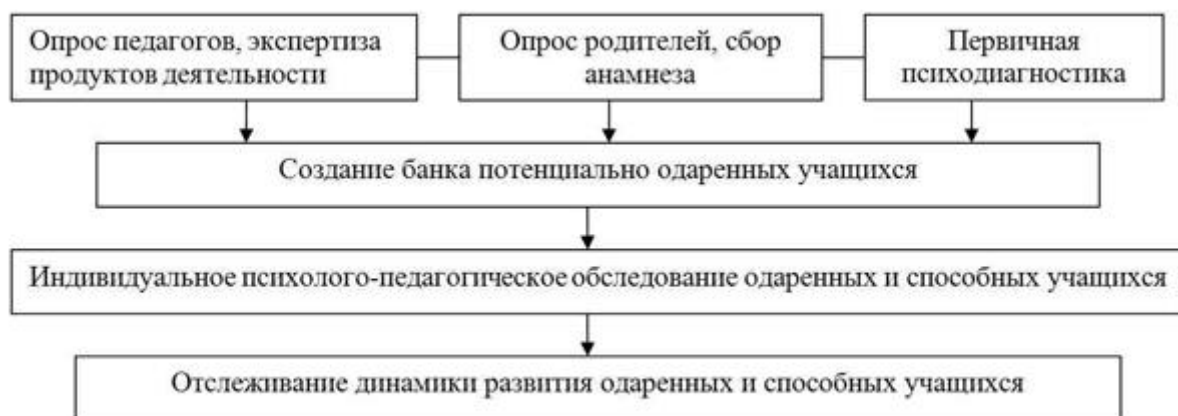 Опрос педагогов, экспертиза
продуктов деятельности
Опрос родителей, сбор
анамнеза
Первичная
психодиагностика
Создание банка потенциально одаренных учащихся
Индивидуальное психолого-педагогическое обследование одаренных и способных учащихся
Отслеживание динамики развития одаренных и способных учащихся